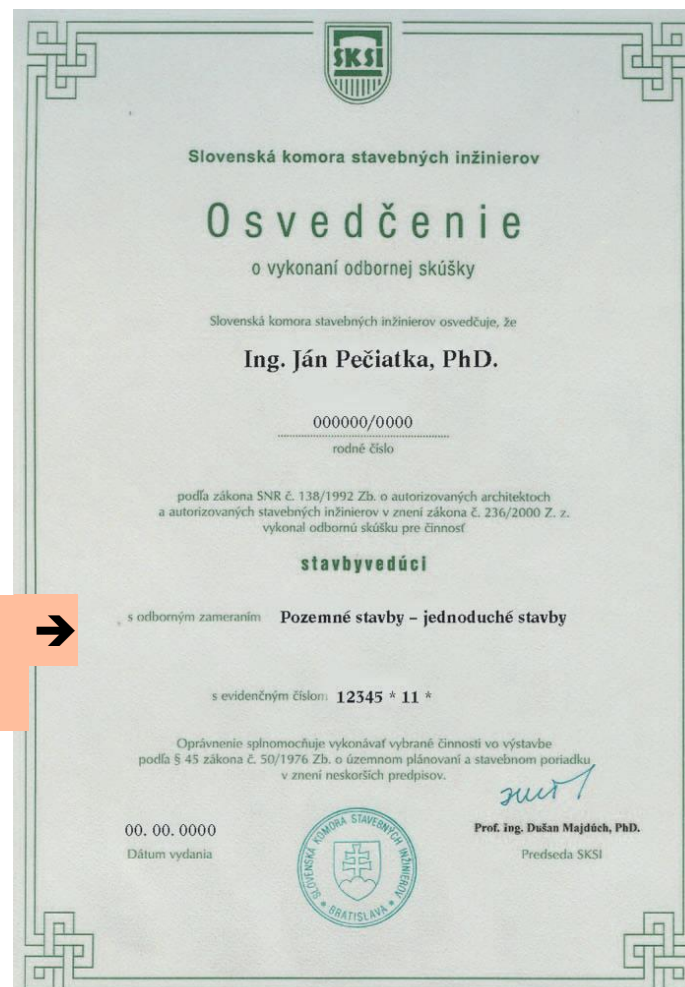 SKSI
Slovenská komora stavebných inžinierov
Osvedčenie
o vykonaní odbornej skúšky
Slovenská komora stavebných inžinierov osvedčuje, že
Ing. Ján Pečiatka, PhD.
000000/0000
rodné číslo
podľa zákona SNR č. 138/1992 Zb. o autorizovaných architektoch
a autorizovaných stavebných inžinierov v znení zákona č. 236/2000 Z. z.
vykonal odbornú skúšku pre činnosť
stavbyvedúci
➔
s odborným zameraním Pozemné stavby – jednoduché stavby
s evidenčným číslom: 12345 * 11 *
Oprávnenie splnomocňuje vykonávať vybrané činnosti vo výstavbe
podľa § 45 zákona č. 50/1976 Zb. o územnom plánovaní a stavebnom poriadku
v znení neskorších predpisov.
00. 00. 0000
Dátum vydania
SLOVENSKÁ KOMORA STAVEBNÝCH INŽINIEROV
* BRATISLAVA *
Prof. Ing. Dušan Majdúch, PhD.
Predseda SKSI